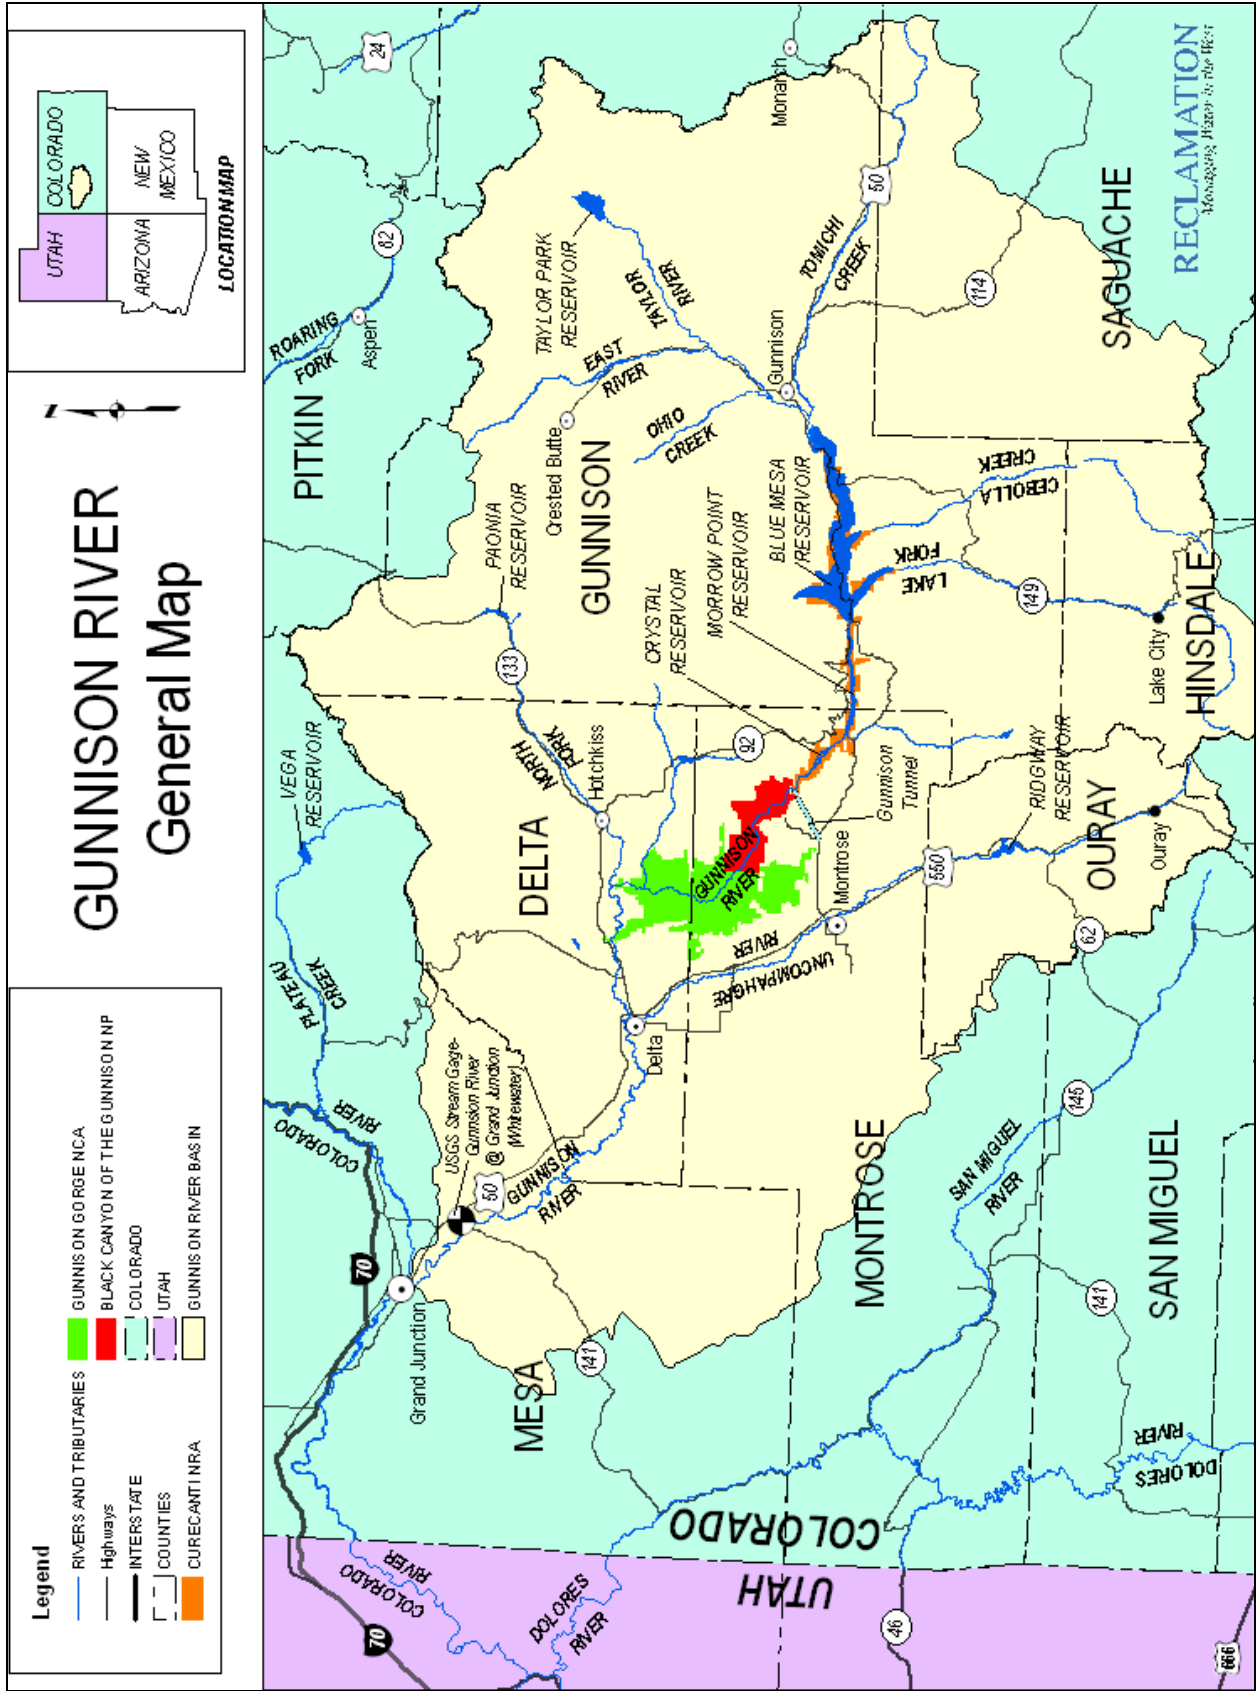 GUNNISON RIVER
General Map
Legend
RIVERS AND TRIBUTARIES
Highways
INTERSTATE
COUNTIES
CURECANTI NRA
GUNNISON GORGE NCA
BLACK CANYON OF THE GUNNISON NP
COLORADO
UTAH
GUNNISON RIVER BASIN
N
UTAH
COLORADO
ARIZONA
NEW
MEXICO
LOCATION MAP
70
COLORADO
RIVER
PLATEAU
CREEK
VEGA
RESERVOIR
PITKIN
ROARING
FORK
Aspen
82
24
70
COLORADO
RIVER
Grand Junction
USGS Stream Gage-
Gunnsion River
@ Grand Junction
(Whitewater)
50
GUNNISON
RIVER
MESA
141
Delta
DELTA
Hotchkiss
NORTH
FORK
133
PAONIA
RESERVOIR
Crested Butte
GUNNISON
EAST
RIVER
OHIO
CREEK
TAYLOR PARK
RESERVOIR
TAYLOR
RIVER
Monarch
DOLORES
RIVER
UTAH
COLORADO
UNCOMPAHGRE
RIVER
GUNNISON
RIVER
92
CRYSTAL
RESERVOIR
MORROW POINT
RESERVOIR
BLUE MESA
RESERVOIR
Gunnison
TOMICHI
CREEK
50
46
MONTROSE
Montrose
Gunnison
Tunnel
550
LAKE
FORK
CEBOLLA
CREEK
114
SAN MIGUEL
RIVER
145
62
RIDGWAY
RESERVOIR
149
SAGUACHE
141
OURAY
Ouray
Lake City
HINSDALE
DOLORES
RIVER
SAN MIGUEL
666
RECLAMATION
Managing Water in the West